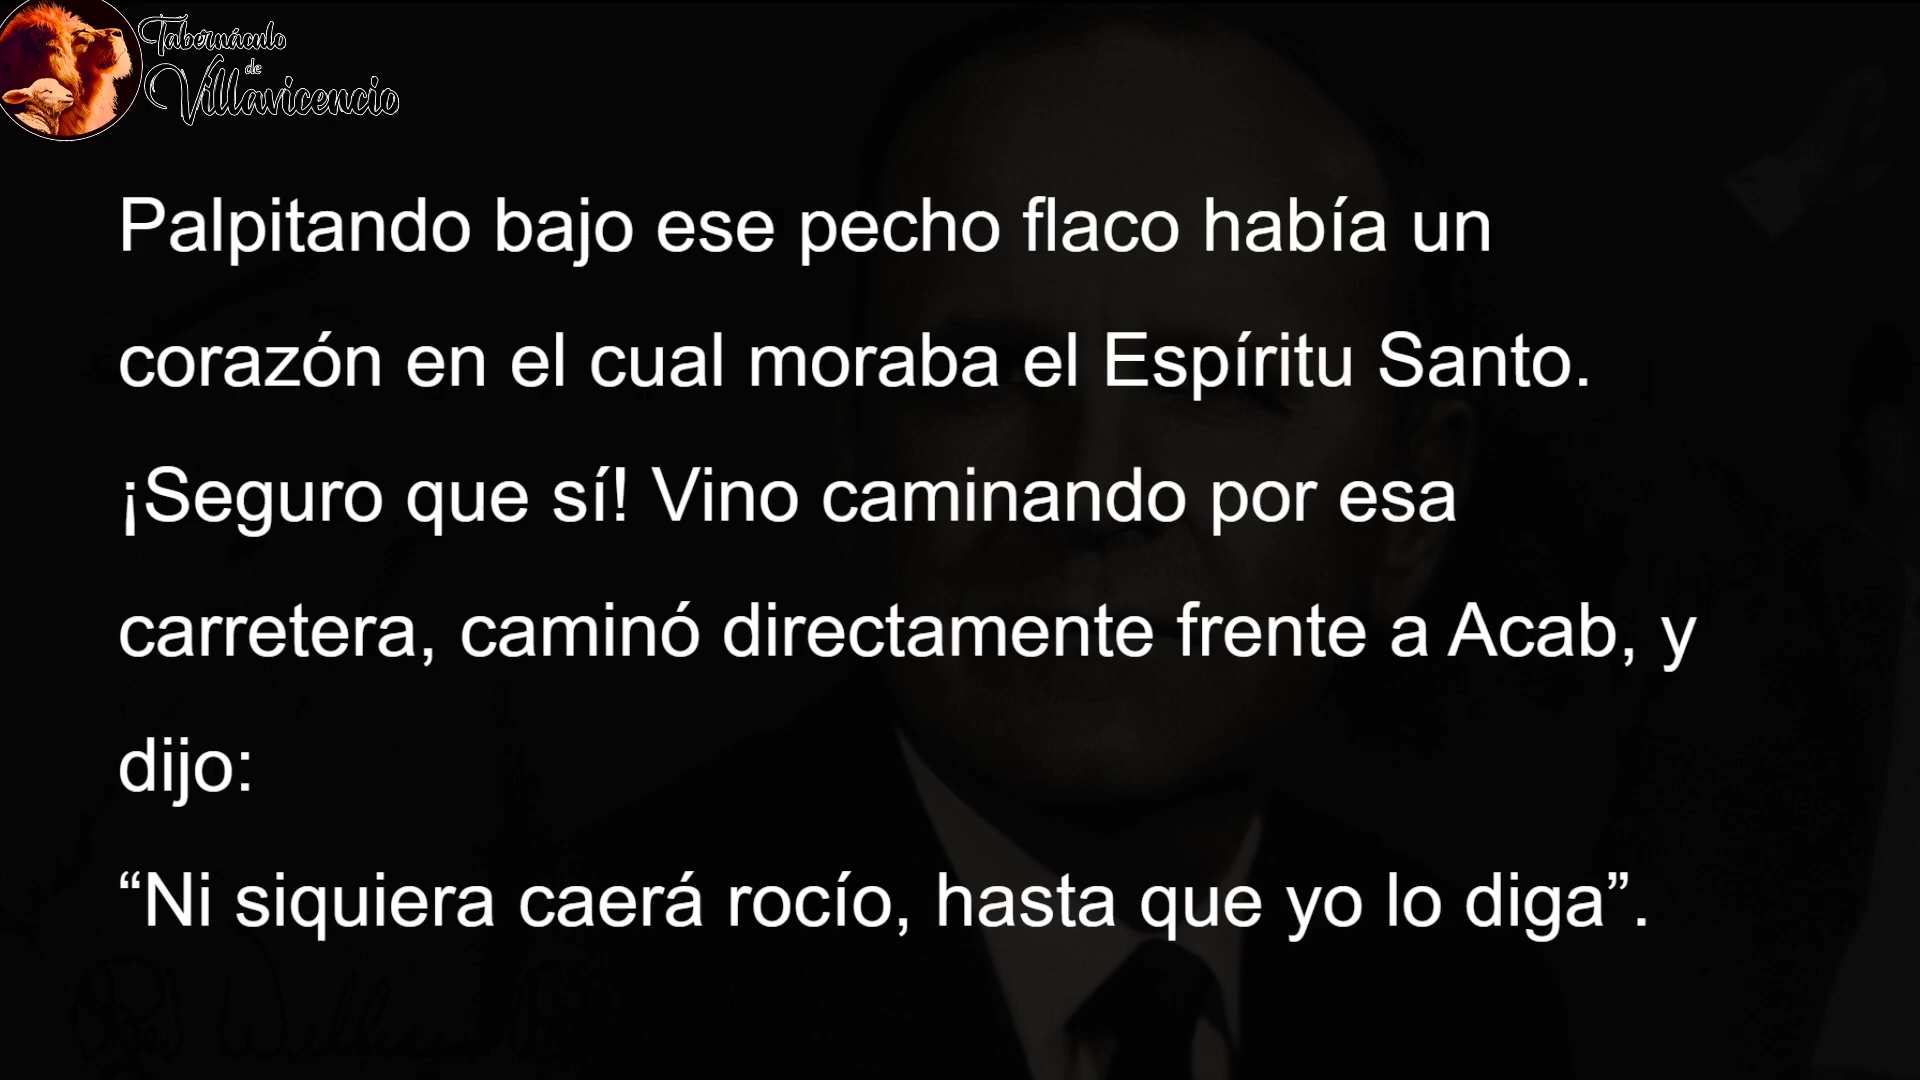 Tabernáculo
de
Villavicencio
Palpitando bajo ese pecho flaco había un
corazón en el cual moraba el Espíritu Santo.
¡Seguro que sí! Vino caminando por esa
carretera, caminó directamente frente a Acab, y
dijo:
“Ni siquiera caerá rocío, hasta que yo lo diga”.